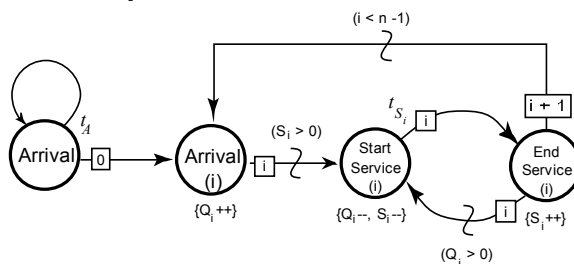 (i < n -1)
t_A
t_{S_i}
i
i + 1
(S_i > 0)
Arrival
0
Arrival
(i)
i
Start
Service
(i)
End
Service
(i)
i
{Q_i ++}
{Q_i --, S_i --}
{S_i ++}
(Q_i > 0)